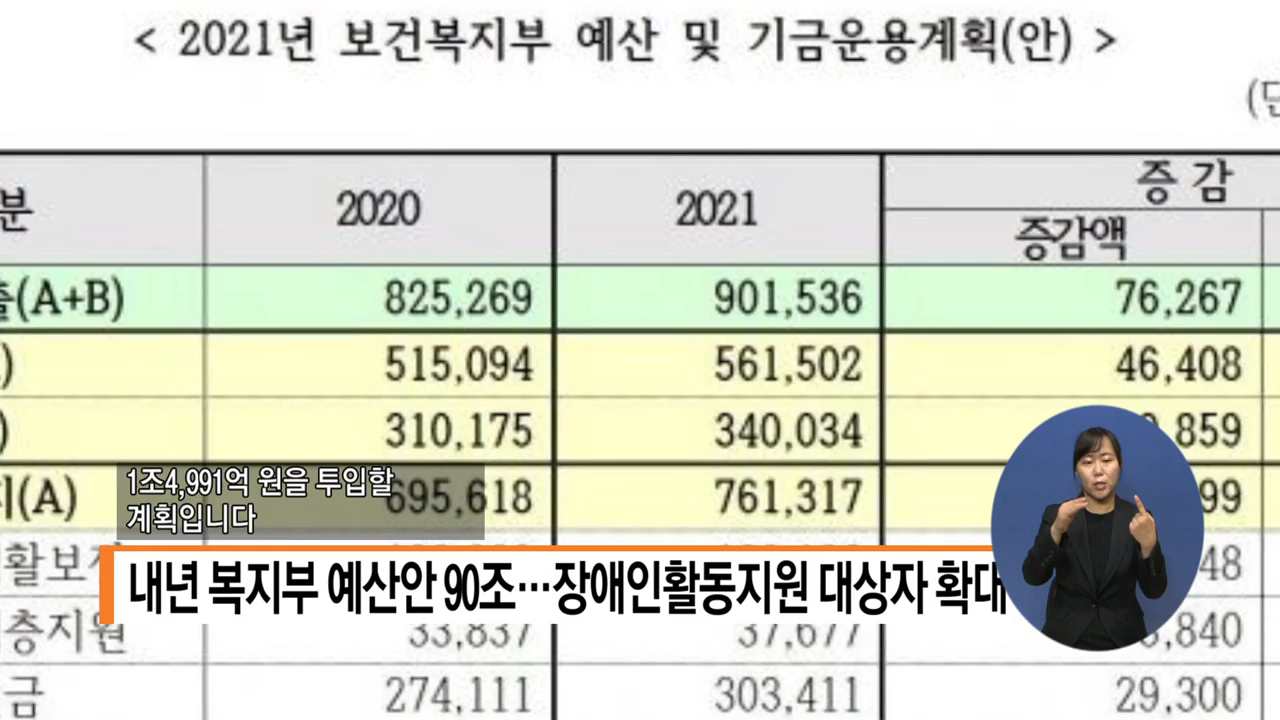 < 2021년 보건복지부 예산 및 기금운용계획(안) >
2020 2021 증 감
증감액
(A+B) 825,269 901,536 76,267
515,094 561,502 46,408
310,175 340,034 859
(A) 695,618 761,317 99
1조4,991억 원을 투입할
계획입니다
활보 48
내년 복지부 예산안 90조…장애인활동지원 대상자 확대
층지원 33,837 37,677 3,840
금 274,111 303,411 29,300